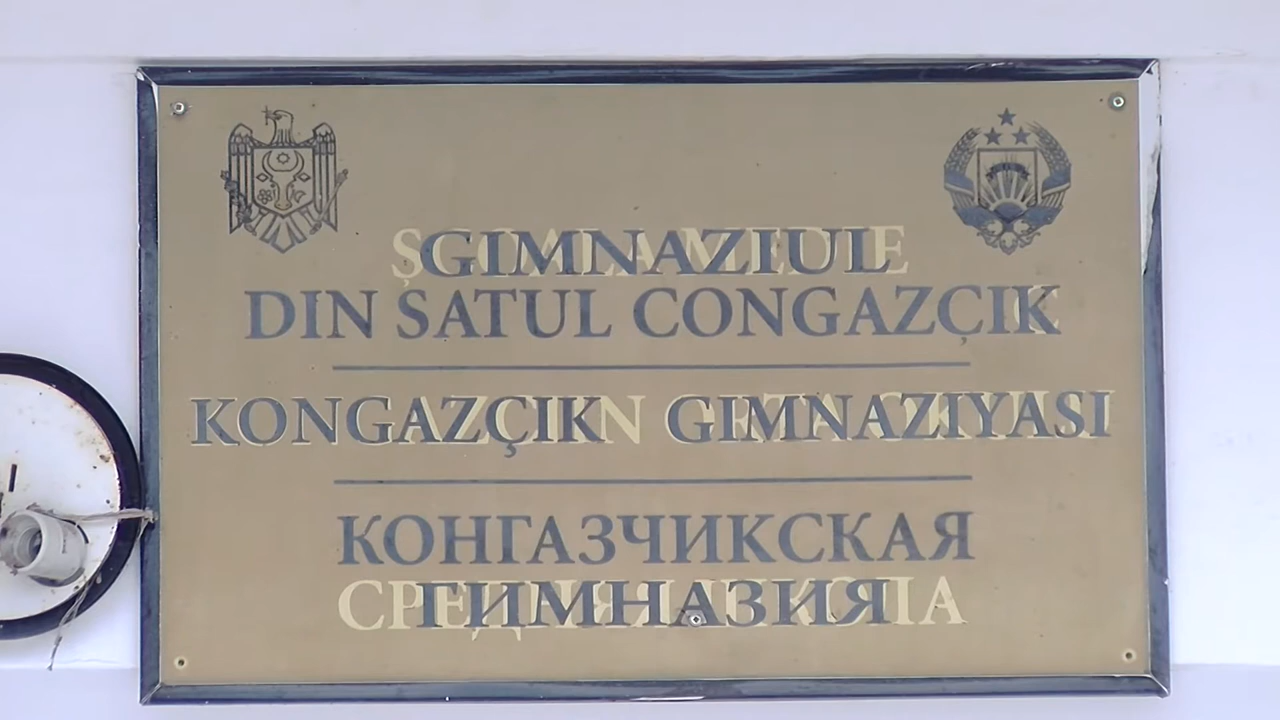 GIMNAZIUL
DIN SATUL CONGAZÇIK
KONGAZÇIK GIMNAZIYASI
КОНГАЗЧИКСКАЯ
ГИМНАЗИЯ